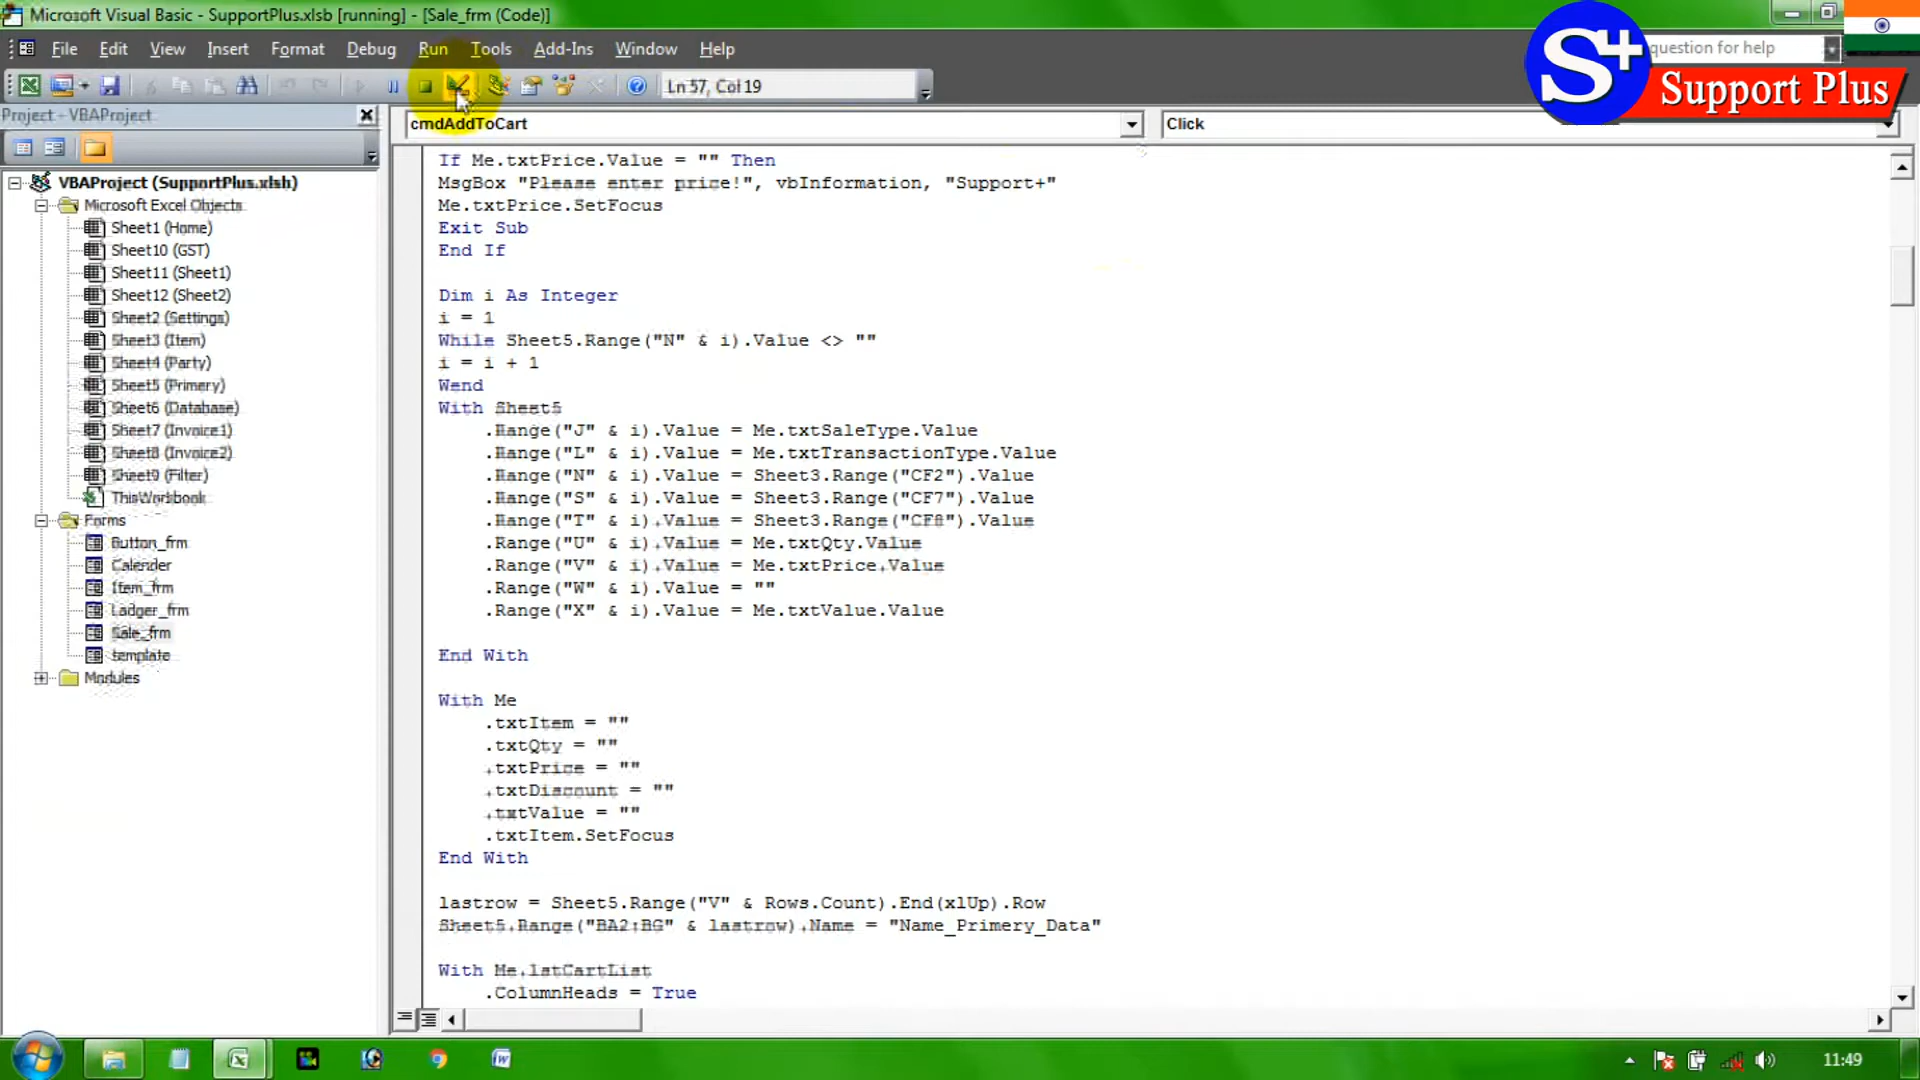 Microsoft Visual Basic - SupportPlus.xlsb [running] - [Sale_frm (Code)]
File Edit View Insert Format Debug Run Tools Add-Ins Window Help
question for help
S+
Support Plus
Ln 57, Col 19
Project - VBAProject
cmdAddToCart
Click
VBAProject (SupportPlus.xlsb)
Microsoft Excel Objects
Sheet1 (Home)
Sheet10 (GST)
Sheet11 (Sheet1)
Sheet12 (Sheet2)
Sheet2 (Settings)
Sheet3 (Item)
Sheet4 (Party)
Sheet5 (Primery)
Sheet6 (Database)
Sheet7 (Invoice1)
Sheet8 (Invoice2)
Sheet9 (Filter)
ThisWorkbook
Forms
Button_frm
Calender
Item_frm
Ledger_frm
Sale_frm
template
Modules
If Me.txtPrice.Value = "" Then
MsgBox "Please enter price!", vbInformation, "Support+"
Me.txtPrice.SetFocus
Exit Sub
End If
Dim i As Integer
i = 1
While Sheet5.Range("N" & i).Value <> ""
i = i + 1
Wend
With Sheet5
.Range("J" & i).Value = Me.txtSaleType.Value
.Range("L" & i).Value = Me.txtTransactionType.Value
.Range("N" & i).Value = Sheet3.Range("CF2").Value
.Range("S" & i).Value = Sheet3.Range("CF7").Value
.Range("T" & i).Value = Sheet3.Range("CF8").Value
.Range("U" & i).Value = Me.txtQty.Value
.Range("V" & i).Value = Me.txtPrice.Value
.Range("W" & i).Value = ""
.Range("X" & i).Value = Me.txtValue.Value
End With
With Me
.txtItem = ""
.txtQty = ""
.txtPrice = ""
.txtDiscount = ""
.txtValue = ""
.txtItem.SetFocus
End With
lastrow = Sheet5.Range("V" & Rows.Count).End(xlUp).Row
Sheet5.Range("BA2:BG" & lastrow).Name = "Name_Primery_Data"
With Me.lstCartList
.ColumnHeads = True
11:49